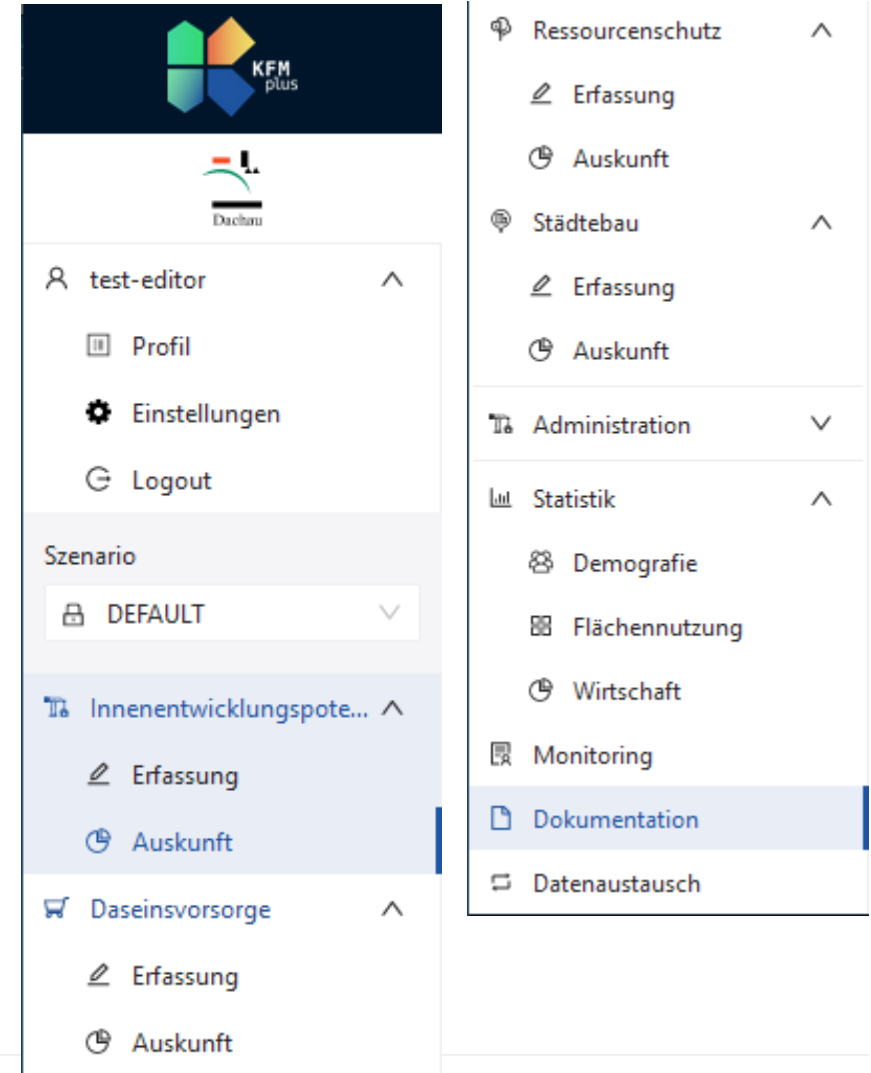 KFM
plus
Dachau
test-editor
Profil
Einstellungen
Logout
Szenario
DEFAULT
Innenentwicklungspote...
Erfassung
Auskunft
Daseinsvorsorge
Erfassung
Auskunft
Ressourcenschutz
Erfassung
Auskunft
Städtebau
Erfassung
Auskunft
Administration
Statistik
Demografie
Flächennutzung
Wirtschaft
Monitoring
Dokumentation
Datenaustausch